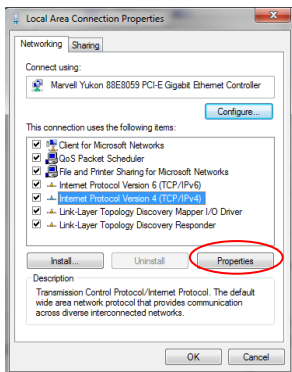 Local Area Connection Properties
Networking Sharing
Connect using:
Marvell Yukon 88E8059 PCI-E Gigabit Ethernet Controller
Configure...
This connection uses the following items:
Client for Microsoft Networks
QoS Packet Scheduler
File and Printer Sharing for Microsoft Networks
Internet Protocol Version 6 (TCP/IPv6)
Internet Protocol Version 4 (TCP/IPv4)
Link-Layer Topology Discovery Mapper I/O Driver
Link-Layer Topology Discovery Responder
Install... Uninstall Properties
Description
Transmission Control Protocol/Internet Protocol. The default
wide area network protocol that provides communication
across diverse interconnected networks.
OK Cancel